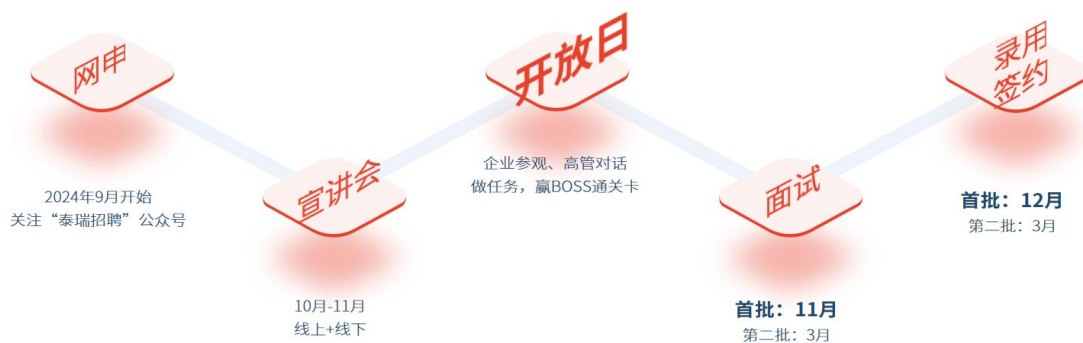 网申
2024年9月开始
关注“泰瑞招聘”公众号
宣讲会
10月-11月
线上+线下
开放日
企业参观、高管对话
做任务，赢BOSS通关卡
面试
首批：11月
第二批：3月
录用
签约
首批：12月
第二批：3月